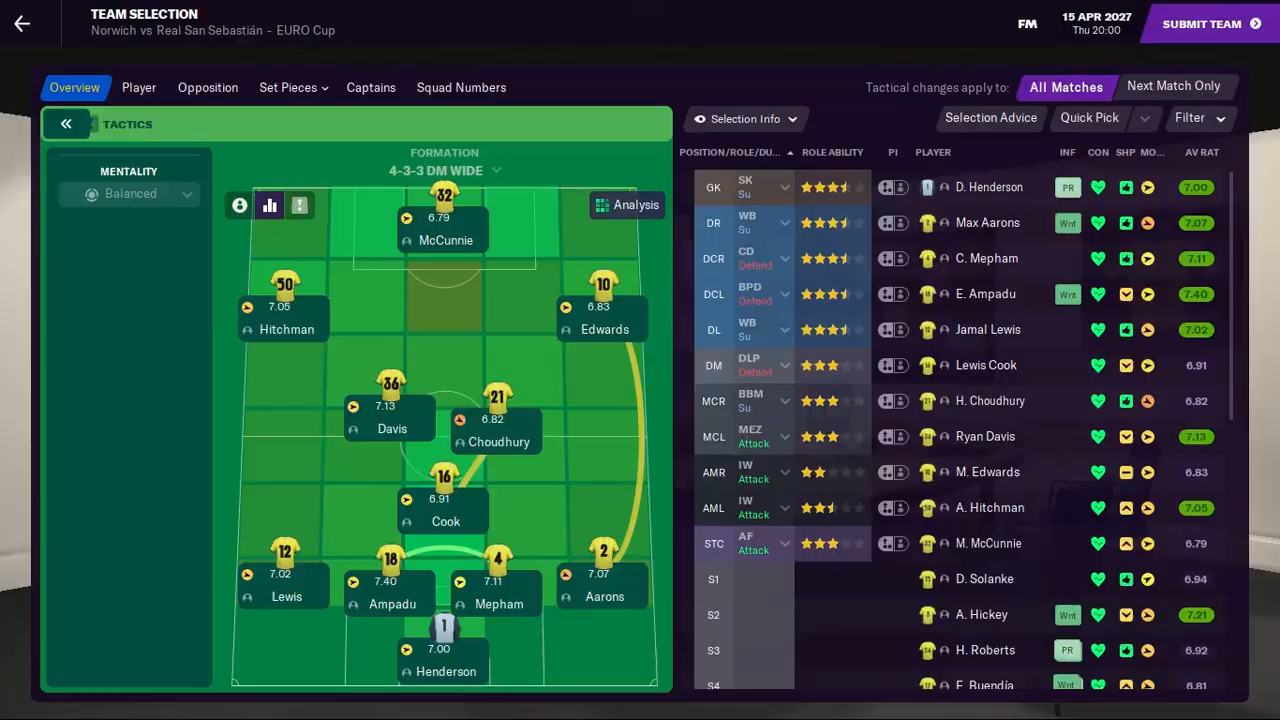 TEAM SELECTION
Norwich vs Real San Sebastián - EURO Cup
FM
15 APR 2027
Thu 20:00
SUBMIT TEAM
Overview
Player
Opposition
Set Pieces
Captains
Squad Numbers
Tactical changes apply to:
All Matches
Next Match Only
TACTICS
Selection Info
Selection Advice
Quick Pick
Filter
MENTALITY
Balanced
FORMATION
4-3-3 DM WIDE
Analysis
32
6.79
McCunnie
50
7.05
Hitchman
10
6.83
Edwards
36
7.13
Davis
21
6.82
Choudhury
16
6.91
Cook
12
7.02
Lewis
18
7.40
Ampadu
4
7.11
Mepham
2
7.07
Aarons
1
7.00
Henderson
POSITION/ROLE/DU... ROLE ABILITY PI PLAYER INF CON SHP MO... AV RAT
GK SK Su D. Henderson PR 7.00
DR WB Su Max Aarons Wnt 7.07
DCR CD Defend C. Mepham 7.11
DCL BPD Defend E. Ampadu Wnt 7.40
DL WB Su Jamal Lewis 7.02
DM DLP Defend Lewis Cook 6.91
MCR BBM Su H. Choudhury 6.82
MCL MEZ Attack Ryan Davis 7.13
AMR IW Attack M. Edwards 6.83
AML IW Attack A. Hitchman 7.05
STC AF Attack M. McCunnie 6.79
S1 D. Solanke 6.94
S2 A. Hickey Wnt 7.21
S3 H. Roberts PR 6.92
S4 E. Buendía Wnt 6.81